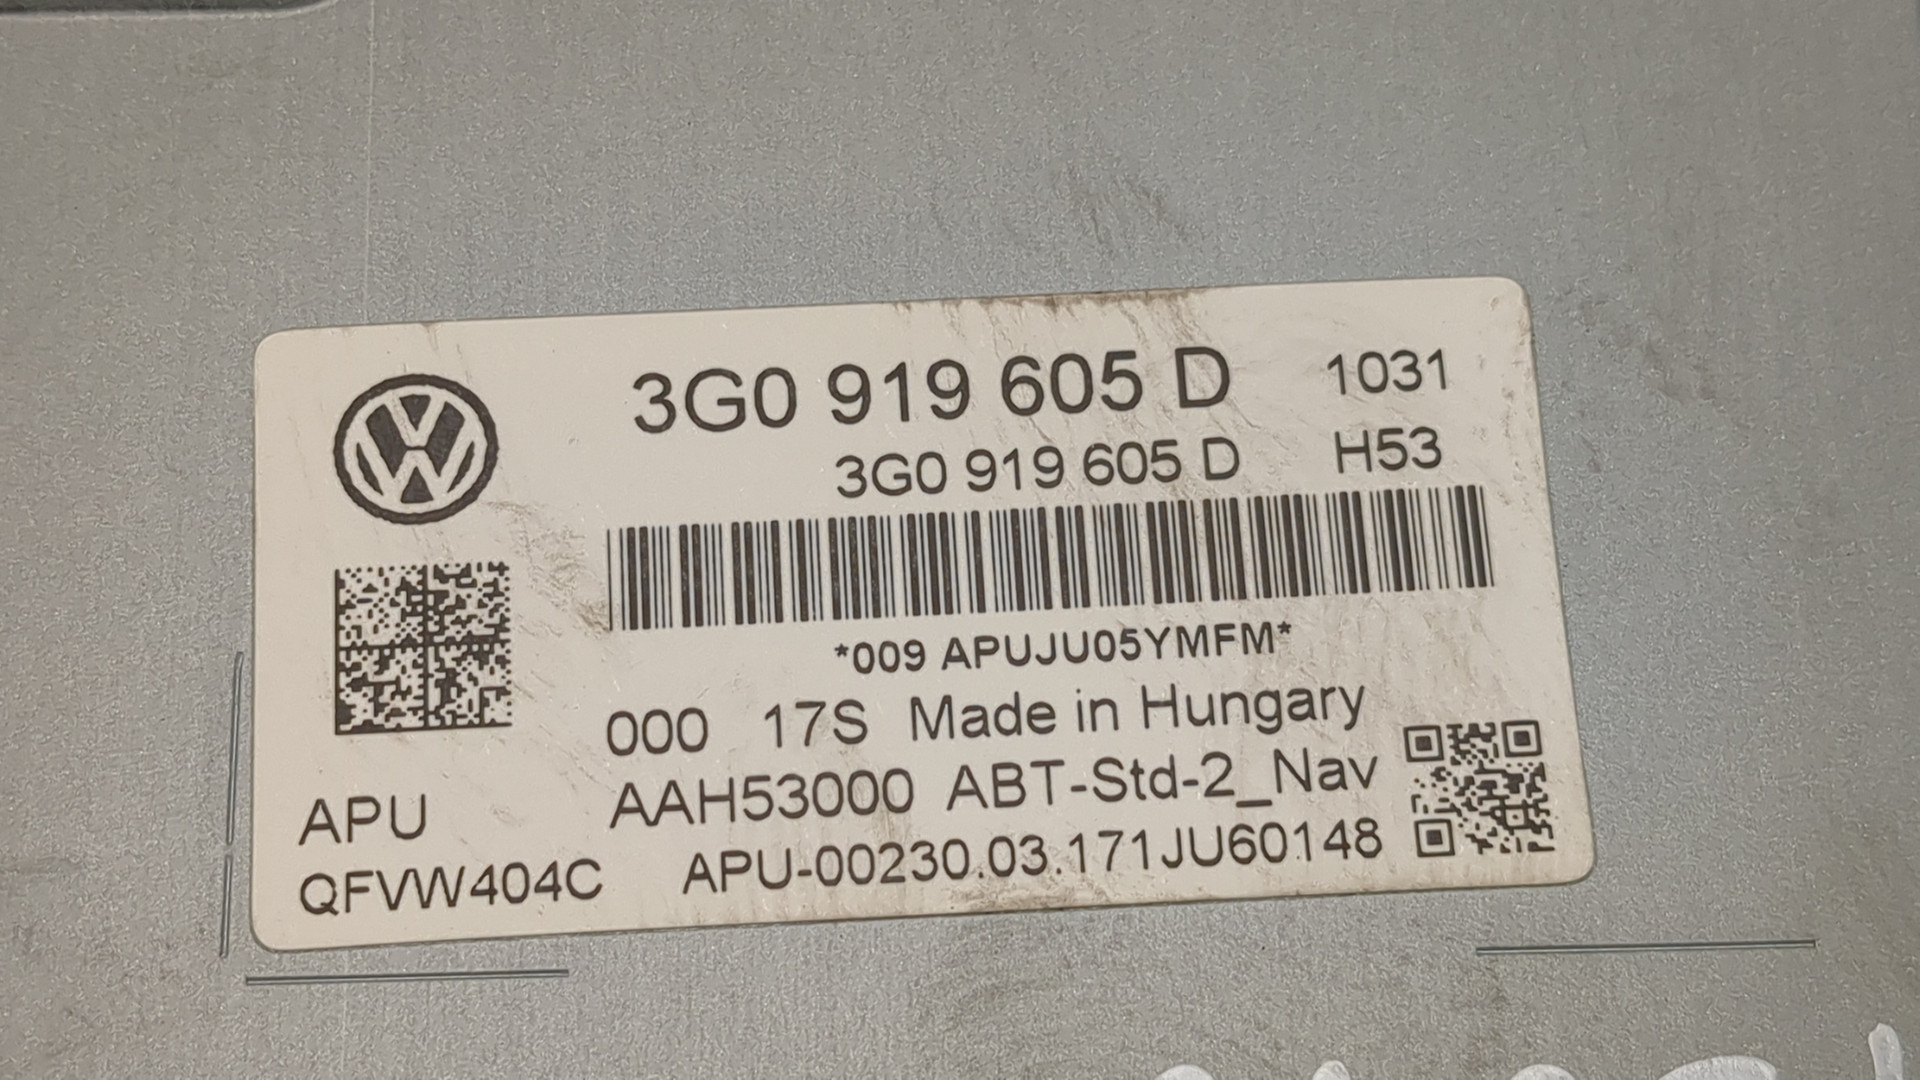 3G0 919 605 D 1031
3G0 919 605 D H53
*009 APUJU05YMFM*
000 17S Made in Hungary
APU AAH53000 ABT-Std-2_Nav
QFVW404C APU-00230.03.171JU60148